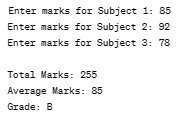 Enter marks for Subject 1: 85
Enter marks for Subject 2: 92
Enter marks for Subject 3: 78
Total Marks: 255
Average Marks: 85
Grade: B